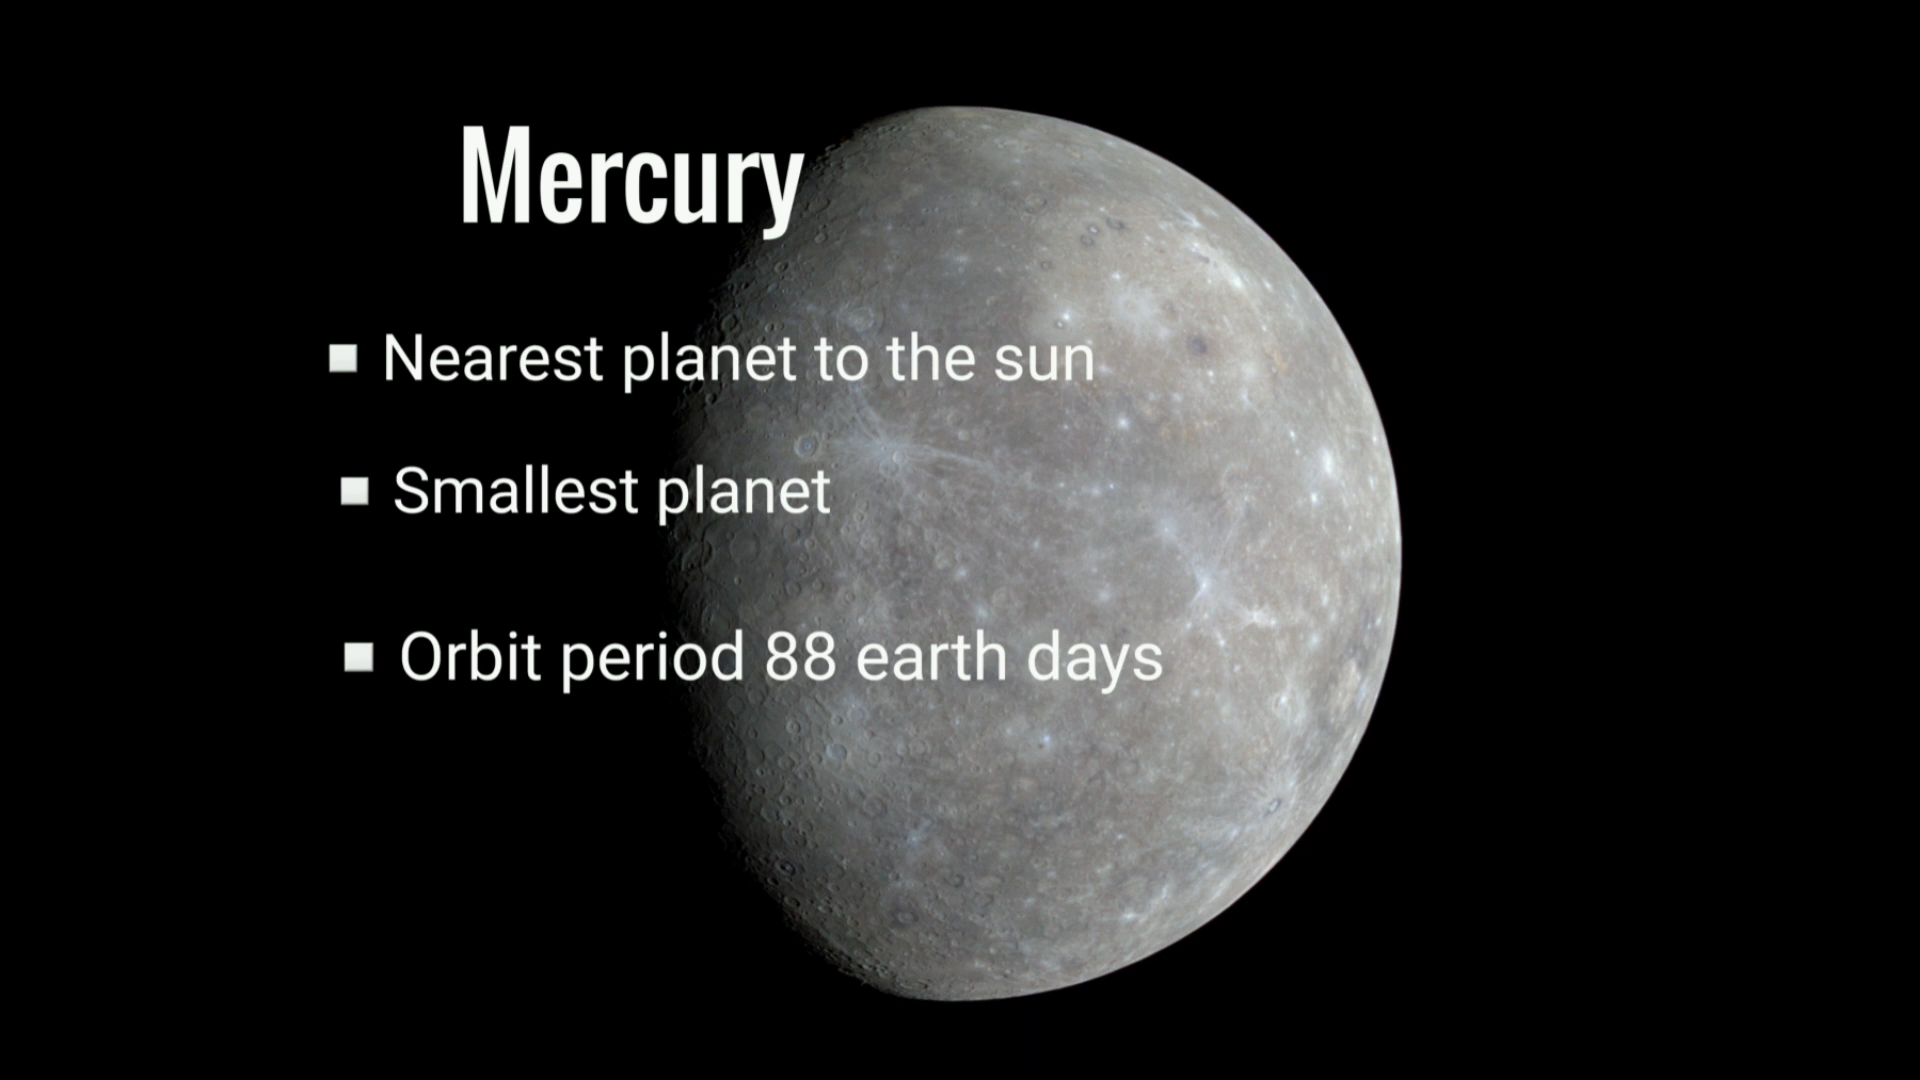 Mercury
Nearest planet to the sun
Smallest planet
Orbit period 88 earth days